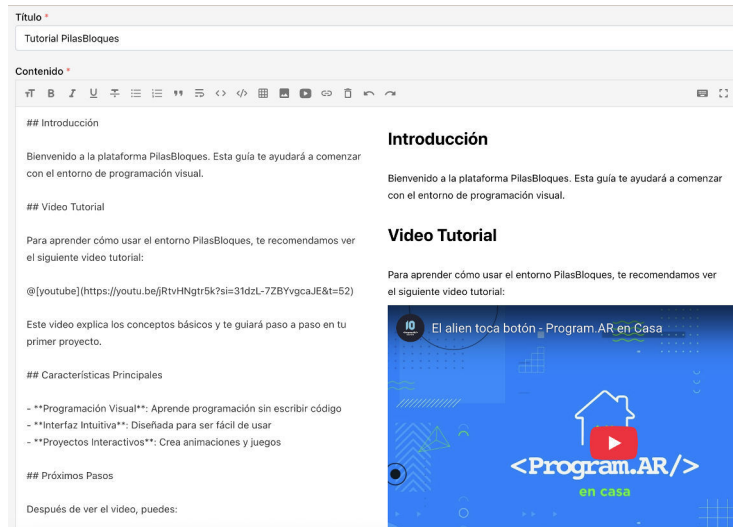 Título *
Tutorial PilasBloques
Contenido *
## Introducción
Bienvenido a la plataforma PilasBloques. Esta guía te ayudará a comenzar
con el entorno de programación visual.
## Video Tutorial
Para aprender cómo usar el entorno PilasBloques, te recomendamos ver
el siguiente video tutorial:
@[youtube](https://youtu.be/jRtvHNgtr5k?si=31dzL-7ZBYvgcaJE&t=52)
Este video explica los conceptos básicos y te guiará paso a paso en tu
primer proyecto.
## Características Principales
- **Programación Visual**: Aprende programación sin escribir código
- **Interfaz Intuitiva**: Diseñada para ser fácil de usar
- **Proyectos Interactivos**: Crea animaciones y juegos
## Próximos Pasos
Después de ver el video, puedes:
Introducción
Bienvenido a la plataforma PilasBloques. Esta guía te ayudará a comenzar
con el entorno de programación visual.
Video Tutorial
Para aprender cómo usar el entorno PilasBloques, te recomendamos ver
el siguiente video tutorial:
El alien toca botón - Program.AR en Casa
<Program.AR/>
en casa